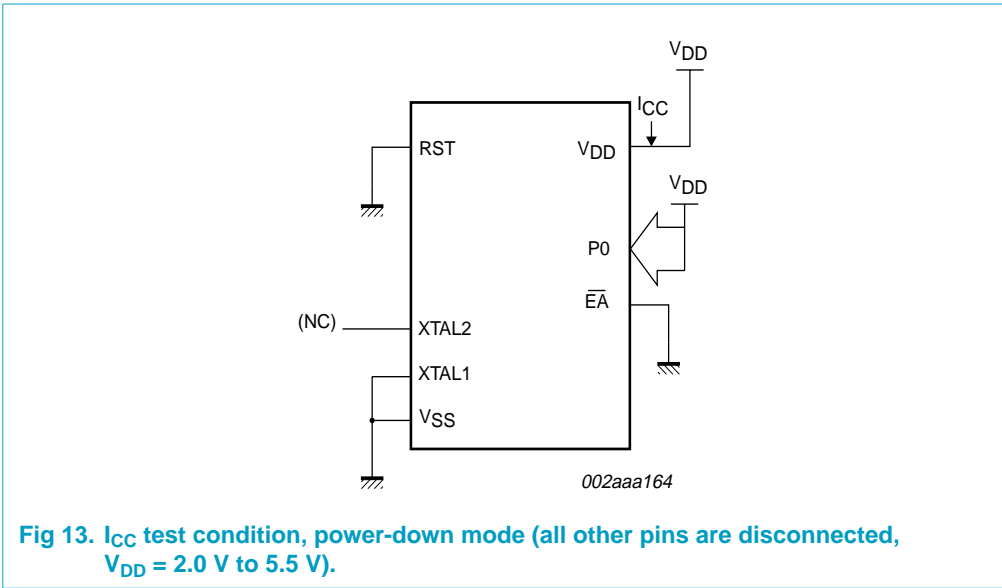 VDD
ICC
RST
VDD
VDD
P0
EA
(NC)
XTAL2
XTAL1
VSS
002aaa164
Fig 13. ICC test condition, power-down mode (all other pins are disconnected,
VDD = 2.0 V to 5.5 V).